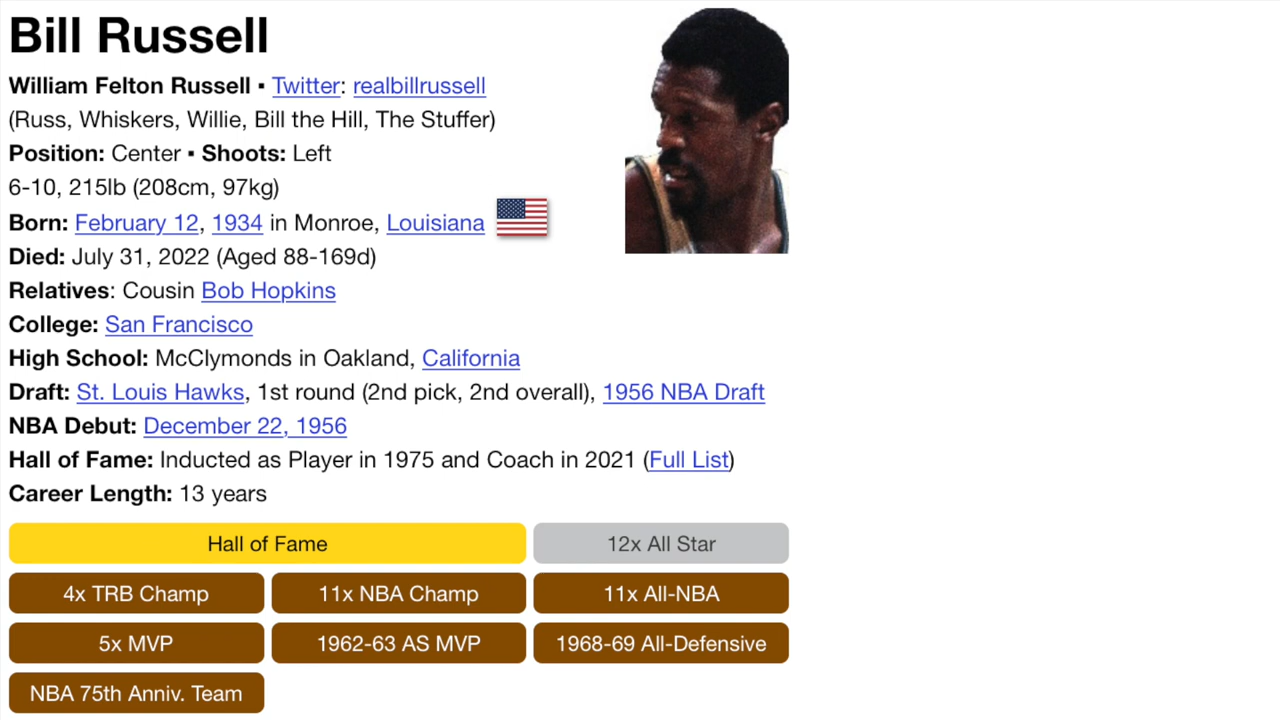 Bill Russell
William Felton Russell ▪ Twitter: realbillrussell
(Russ, Whiskers, Willie, Bill the Hill, The Stuffer)
Position: Center ▪ Shoots: Left
6-10, 215lb (208cm, 97kg)
Born: February 12, 1934 in Monroe, Louisiana
Died: July 31, 2022 (Aged 88-169d)
Relatives: Cousin Bob Hopkins
College: San Francisco
High School: McClymonds in Oakland, California
Draft: St. Louis Hawks, 1st round (2nd pick, 2nd overall), 1956 NBA Draft
NBA Debut: December 22, 1956
Hall of Fame: Inducted as Player in 1975 and Coach in 2021 (Full List)
Career Length: 13 years
Hall of Fame 12x All Star
4x TRB Champ 11x NBA Champ 11x All-NBA
5x MVP 1962-63 AS MVP 1968-69 All-Defensive
NBA 75th Anniv. Team